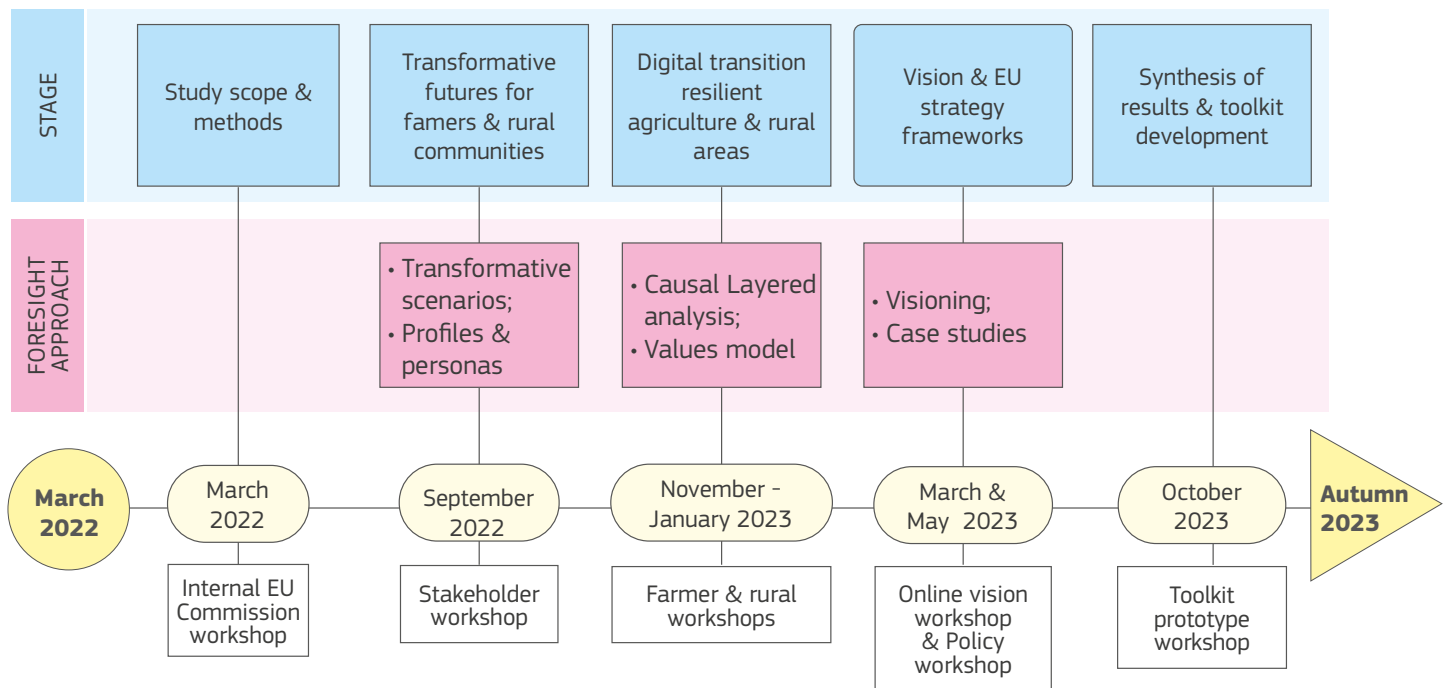 STAGE
Study scope &
methods
Transformative
futures for
famers & rural
communities
Digital transition
resilient
agriculture & rural
areas
Vision & EU
strategy
frameworks
Synthesis of
results & toolkit
development
FORESIGHT
APPROACH
• Transformative
scenarios;
• Profiles &
personas
• Causal Layered
analysis;
• Values model
• Visioning;
• Case studies
March
2022
March
2022
September
2022
November -
January 2023
March &
May 2023
October
2023
Autumn
2023
Internal EU
Commission
workshop
Stakeholder
workshop
Farmer & rural
workshops
Online vision
workshop
& Policy
workshop
Toolkit
prototype
workshop